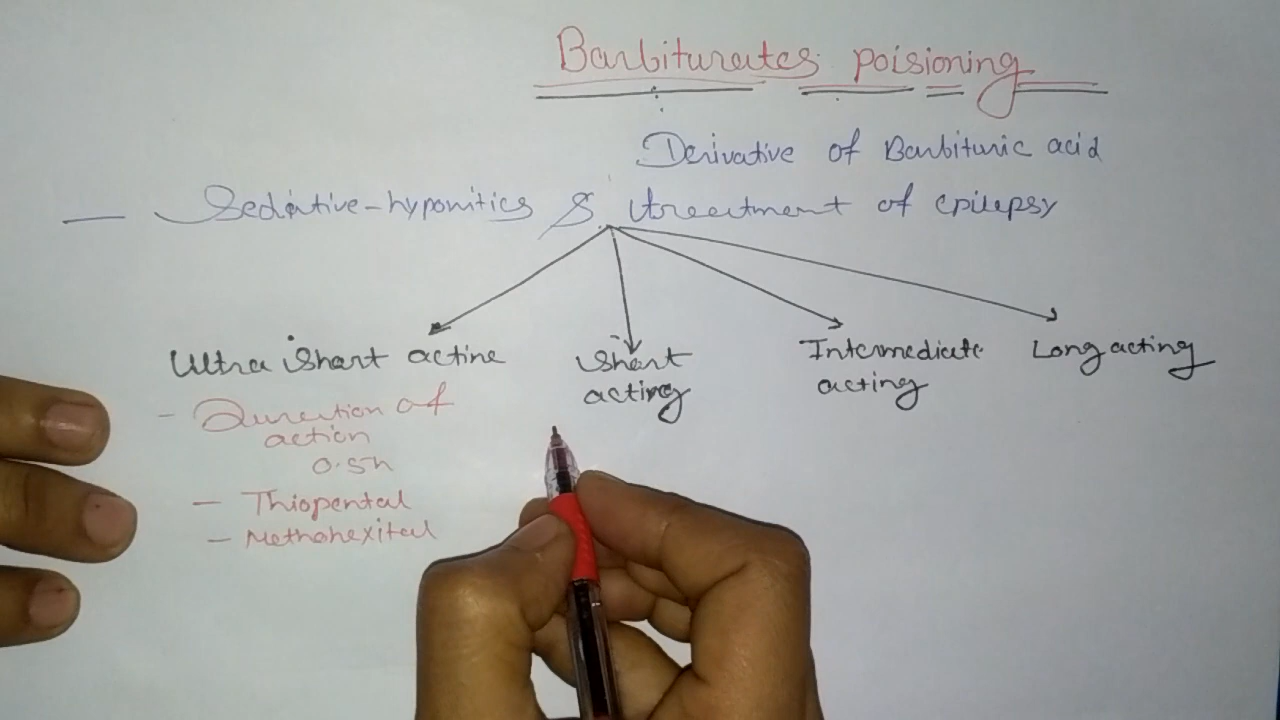 Barbiturates poisioning
Derivative of Barbituric acid
— Sedative-hyponitics & treatment of epilepsy
Ultra short actine
- Duration of
action
0.5h
- Thiopental
- Methohexital
Short
acting
Intermediate
acting
Long acting